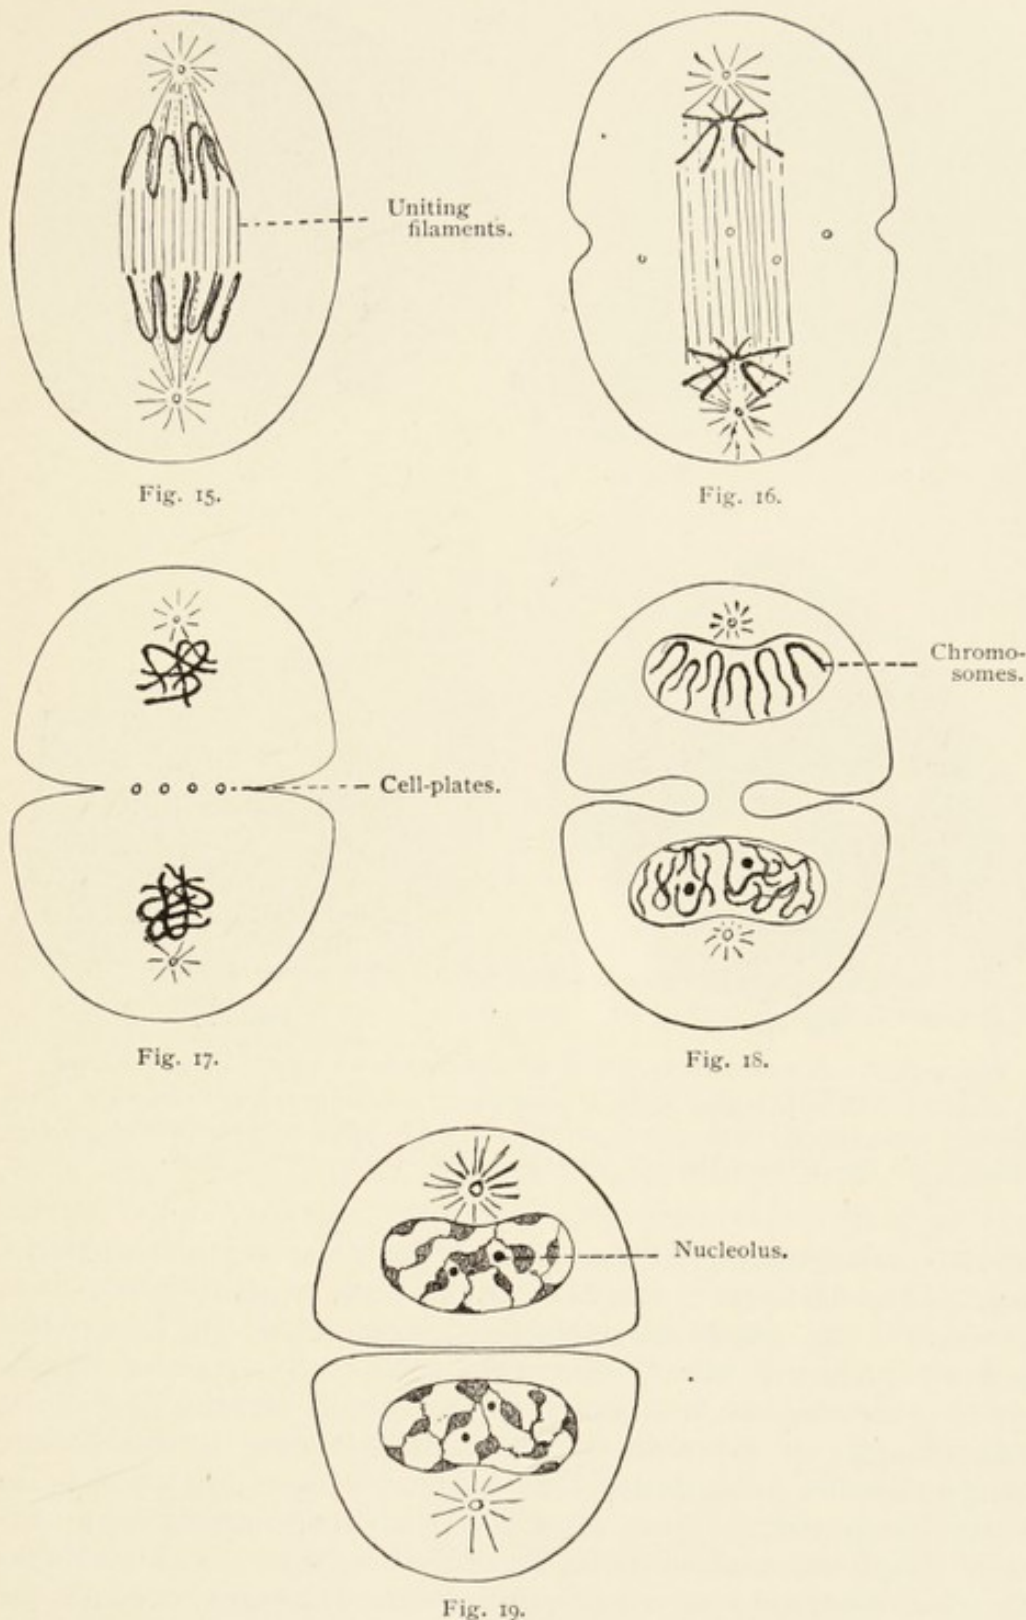 Uniting
filaments.
Fig. 15.
Fig. 16.
Chromo-
somes.
Cell-plates.
Fig. 17.
Fig. 18.
Nucleolus.
Fig. 19.